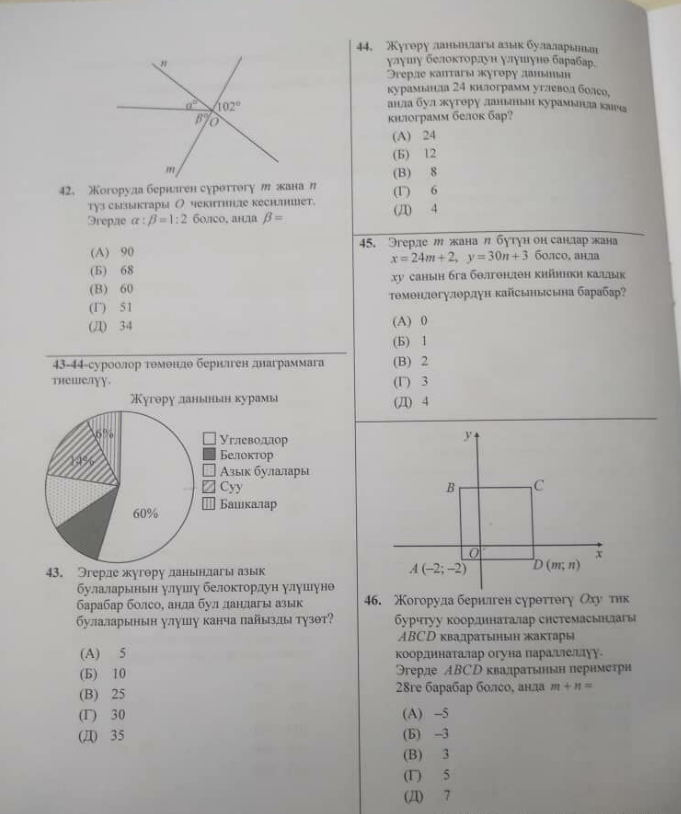 n
α°
102°
β°
O
m
42. Жогоруда берилген сүрөттөгү m жана n
түз сызыктары O чекитинде кесилишет.
Эгерде α : β = 1 : 2 болсо, анда β =
(А) 90
(Б) 68
(В) 60
(Г) 51
(Д) 34
43-44-суроолор төмөндө берилген диаграммага
тиешелүү.
Жүгөрү данынын курамы
6%
14%
60%
Углеводдор
Белоктор
Азык булалары
Суу
Башкалар
43. Эгерде жүгөрү данындагы азык
булаларынын үлүшү белоктордун үлүшүнө
барабар болсо, анда бул дандагы азык
булаларынын үлүшү канча пайызды түзөт?
(А) 5
(Б) 10
(В) 25
(Г) 30
(Д) 35
44. Жүгөрү данындагы азык булаларынын
үлүшү белоктордун үлүшүнө барабар.
Эгерде каптагы жүгөрү данынын
курамында 24 килограмм углевод болсо,
анда бул жүгөрү данынын курамында канча
килограмм белок бар?
(А) 24
(Б) 12
(В) 8
(Г) 6
(Д) 4
45. Эгерде m жана n бүтүн оң сандар жана
x = 24m + 2, y = 30n + 3 болсо, анда
xy санын 6га бөлгөндөн кийинки калдык
төмөндөгүлөрдүн кайсынысына барабар?
(А) 0
(Б) 1
(В) 2
(Г) 3
(Д) 4
y
B
C
O
x
A (–2; –2)
D (m; n)
46. Жогоруда берилген сүрөттөгү Oxy тик
бурчтуу координаталар системасындагы
ABCD квадратынын жактары
координаталар огуна параллелдүү.
Эгерде ABCD квадратынын периметри
28ге барабар болсо, анда m + n =
(А) –5
(Б) –3
(В) 3
(Г) 5
(Д) 7